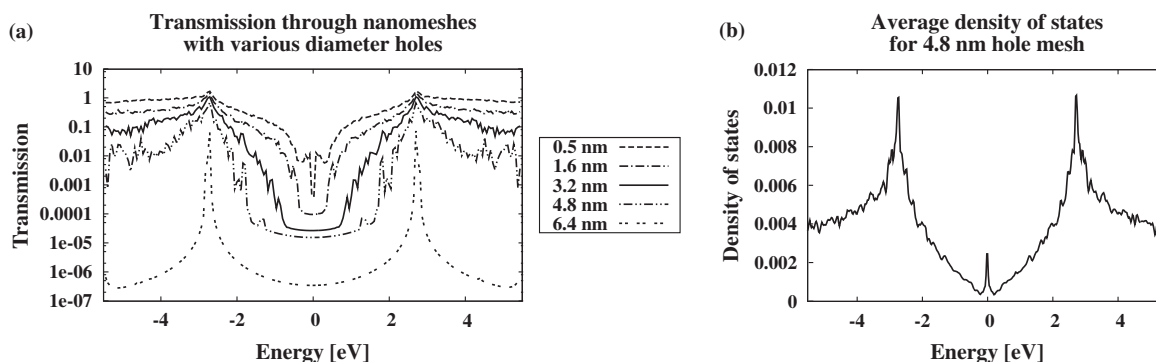 (a)
Transmission through nanomeshes
with various diameter holes
Transmission
10
1
0.1
0.01
0.001
0.0001
1e-05
1e-06
1e-07
-4 -2 0 2 4
Energy [eV]
0.5 nm
1.6 nm
3.2 nm
4.8 nm
6.4 nm
(b)
Average density of states
for 4.8 nm hole mesh
Density of states
0.012
0.01
0.008
0.006
0.004
0.002
0
-4 -2 0 2 4
Energy [eV]